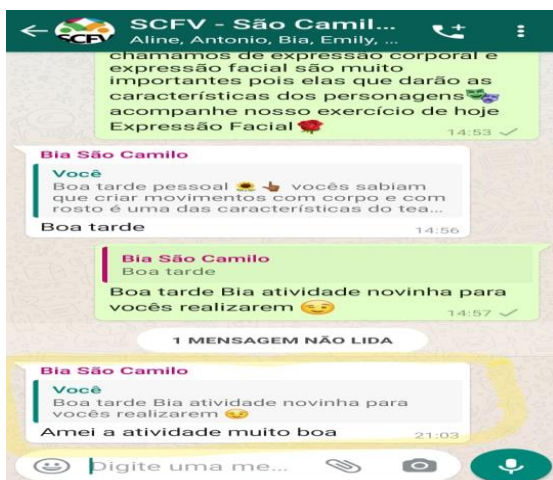 SCFV - São Camil...
SCFV
Aline, Antonio, Bia, Emily, ...
chamamos de expressão corporal e
expressão facial são muito
importantes pois elas que darão as
características dos personagens🎭
acompanhe nosso exercício de hoje
Expressão Facial🌹
14:53
Bia São Camilo
Você
Boa tarde pessoal 🌻 👆🏾 vocês sabiam
que criar movimentos com corpo e com
rosto é uma das características do tea...
Boa tarde
14:56
Bia São Camilo
Boa tarde
Boa tarde Bia atividade novinha para
vocês realizarem 😉
14:57
1 MENSAGEM NÃO LIDA
Bia São Camilo
Você
Boa tarde Bia atividade novinha para
vocês realizarem 😉
Amei a atividade muito boa
21:03
Digite uma me...